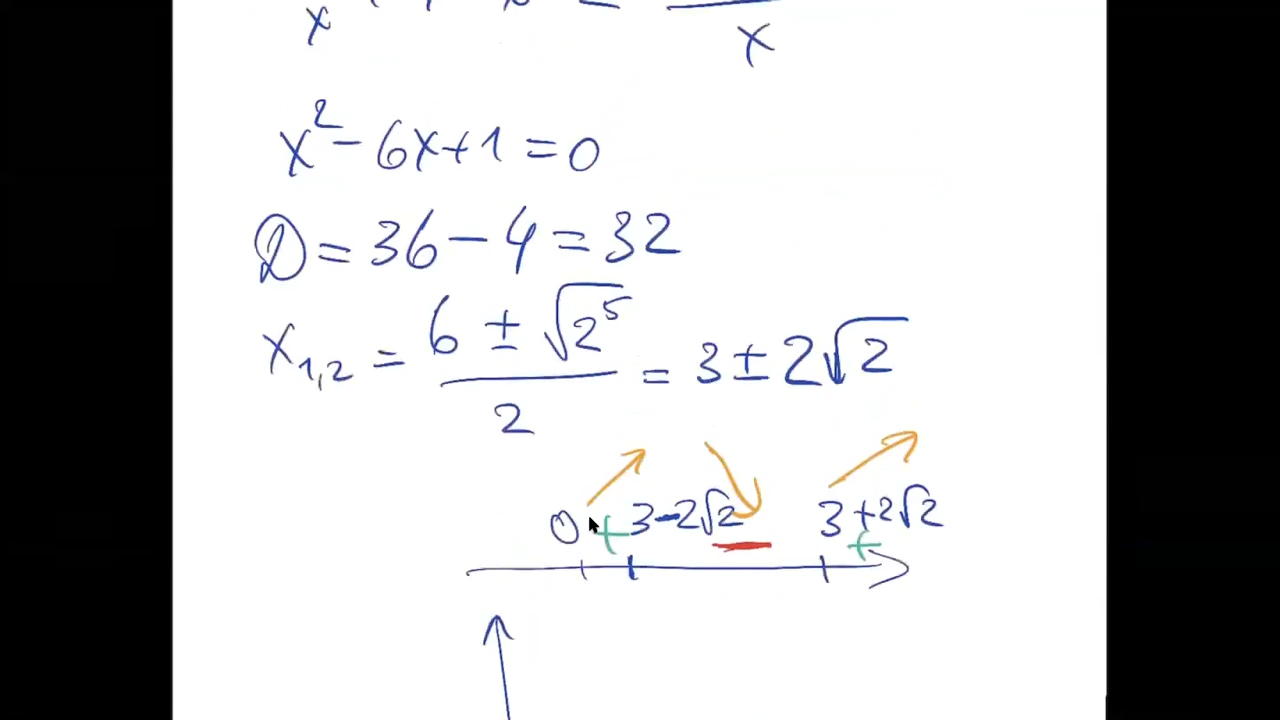 x =
x
x² - 6x + 1 = 0
D = 36 - 4 = 32
x₁,₂ = (6 ± √2⁵) / 2 = 3 ± 2√2
0 + 3-2√2 - 3+2√2 +